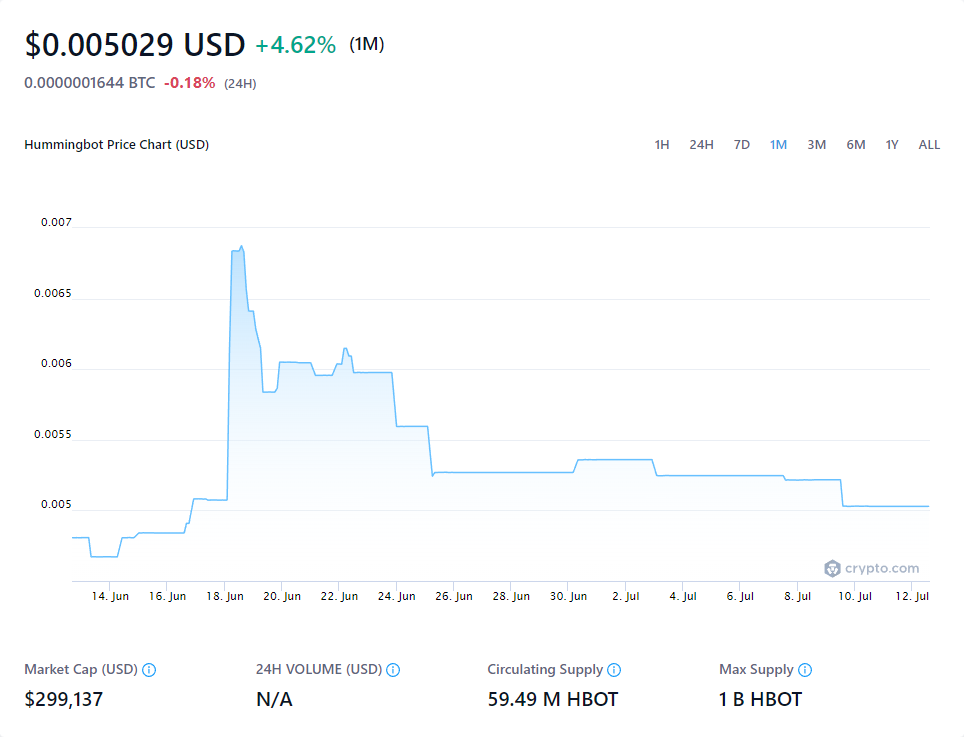 $0.005029 USD +4.62% (1M)
0.0000001644 BTC -0.18% (24H)
Hummingbot Price Chart (USD) 1H 24H 7D 1M 3M 6M 1Y ALL
0.007
0.0065
0.006
0.0055
0.005
crypto.com
14. Jun 16. Jun 18. Jun 20. Jun 22. Jun 24. Jun 26. Jun 28. Jun 30. Jun 2. Jul 4. Jul 6. Jul 8. Jul 10. Jul 12. Jul
Market Cap (USD) 24H VOLUME (USD) Circulating Supply Max Supply
$299,137 N/A 59.49 M HBOT 1 B HBOT